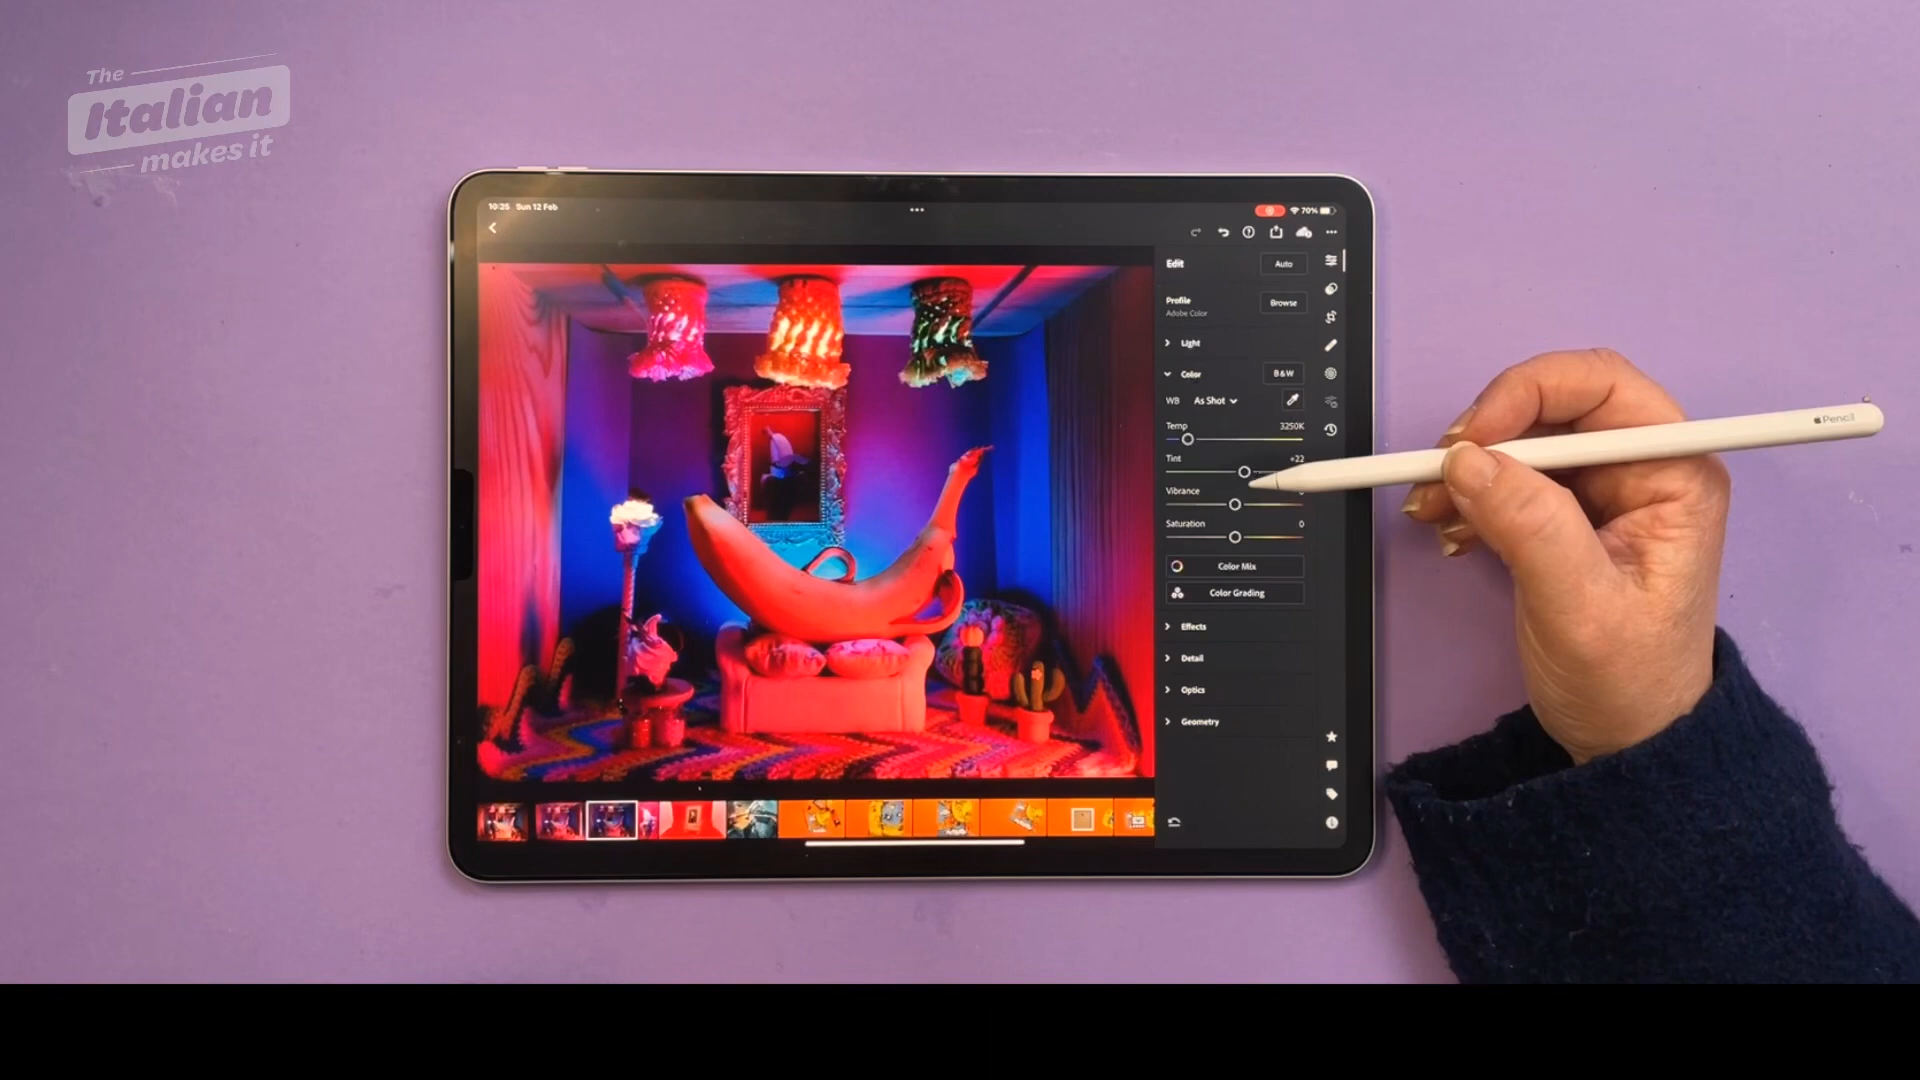 The
Italian
makes it
10:25 Sun 12 Feb
70%
Edit
Auto
Profile
Adobe Color
Browse
Light
Color
B&W
WB
As Shot
Temp
3250K
Tint
+22
Vibrance
Saturation
0
Color Mix
Color Grading
Effects
Detail
Optics
Geometry
Pencil